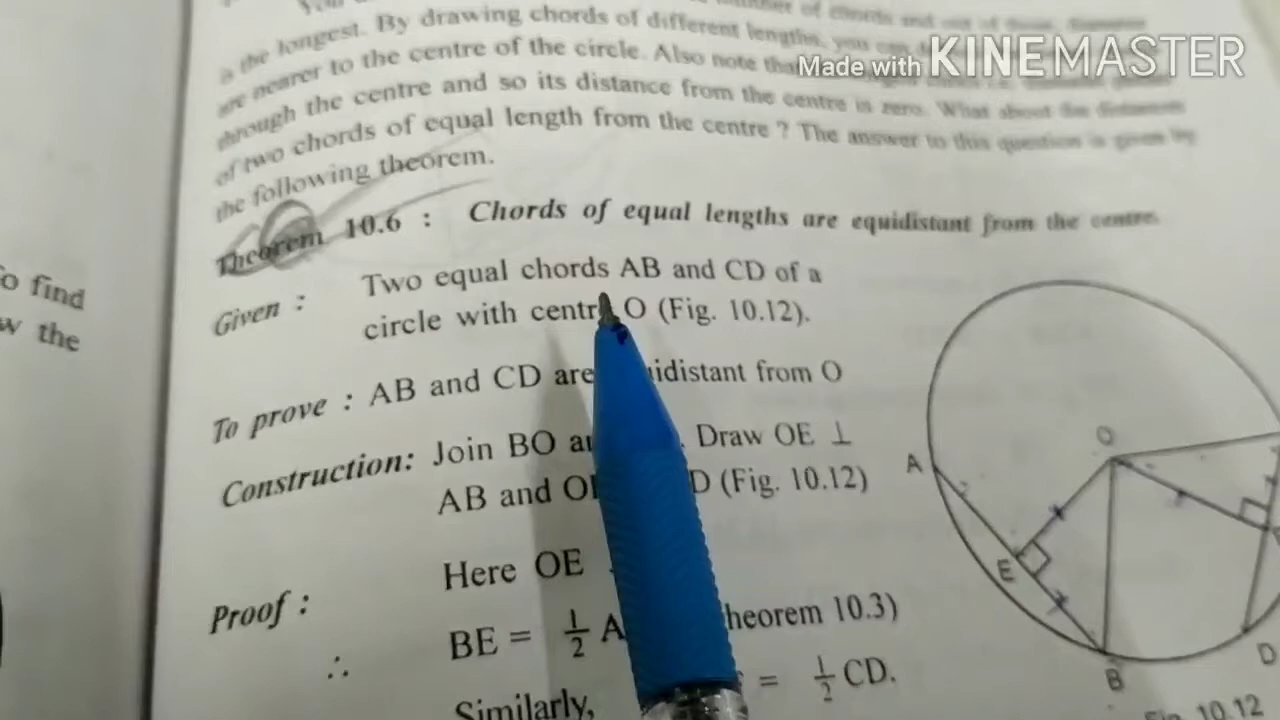 is the longest. By drawing chords of different lengths, you can
are nearer to the centre of the circle. Also note that
through the centre and so its distance from the centre is zero. What about the distances
of two chords of equal length from the centre ? The answer to this question is given by
the following theorem.
Theorem 10.6 : Chords of equal lengths are equidistant from the centre.
Given : Two equal chords AB and CD of a
circle with centr O (Fig. 10.12).
To prove : AB and CD are uidistant from O
Construction: Join BO Draw OE ⊥
AB and D (Fig. 10.12)
Proof : Here OE
∴ BE = 1/2 A heorem 10.3)
Similarly, = 1/2 CD.
Made with KINEMASTER
o find
w the
O
A
E
B
D
10.12